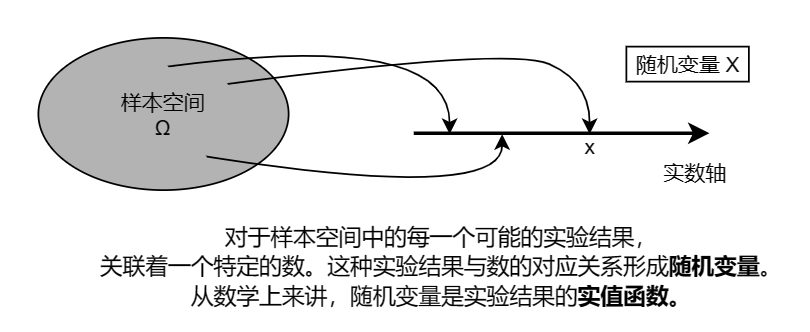 样本空间
Ω
随机变量 X
x
实数轴
对于样本空间中的每一个可能的实验结果，
关联着一个特定的数。这种实验结果与数的对应关系形成随机变量。
从数学上来讲，随机变量是实验结果的实值函数。